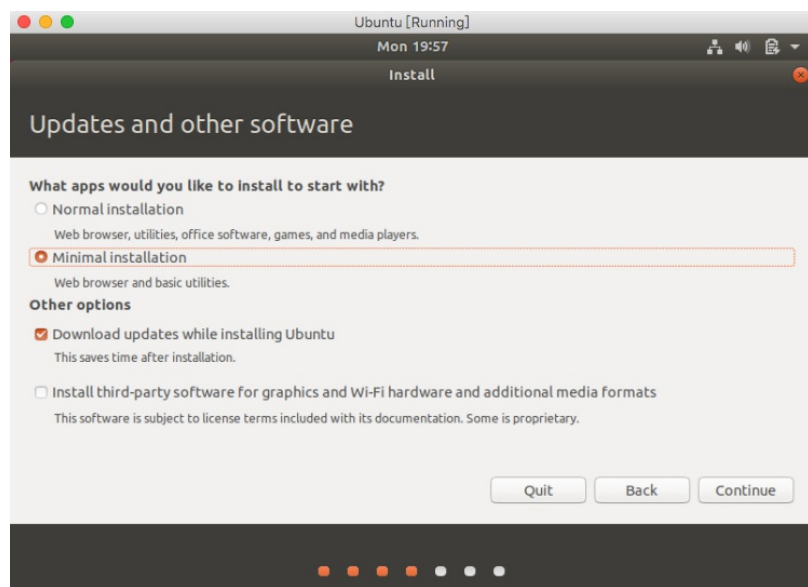 Ubuntu [Running]
Mon 19:57
Install
Updates and other software
What apps would you like to install to start with?
Normal installation
Web browser, utilities, office software, games, and media players.
Minimal installation
Web browser and basic utilities.
Other options
Download updates while installing Ubuntu
This saves time after installation.
Install third-party software for graphics and Wi-Fi hardware and additional media formats
This software is subject to license terms included with its documentation. Some is proprietary.
Quit Back Continue